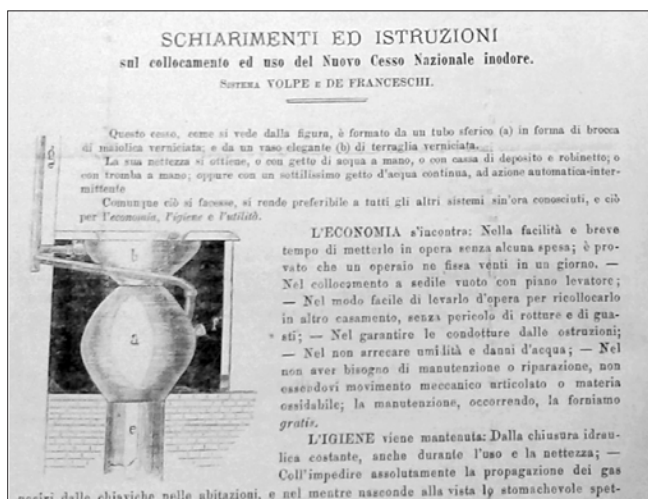 SCHIARIMENTI ED ISTRUZIONI
sul collocamento ed uso del Nuovo Cesso Nazionale inodore.
SISTEMA VOLPE E DE FRANCESCHI.
Questo cesso, come si vede dalla figura, è formato da un tubo sferico (a) in forma di brocca
di maiolica verniciata; e da un vaso elegante (b) di terraglia verniciata.
La sua nettezza si ottiene, o con getto di acqua a mano, o con cassa di deposito e robinetto; o
con tromba a mano; oppure con un sottilissimo getto d'acqua continua, ad azione automatica-inter-
mittente
Comunque ciò si facesse, si rende preferibile a tutti gli altri sistemi sin'ora conosciuti, e ciò
per l'economia, l'igiene e l'utilità.
L'ECONOMIA s'incontra: Nella facilità e breve
tempo di metterlo in opera senza alcuna spesa; è pro-
vato che un operaio ne fissa venti in un giorno. —
Nel collocamento a sedile vuoto con piano levatore;
— Nel modo facile di levarlo d'opera per ricollocarlo
in altro casamento, senza pericolo di rotture e di gua-
sti; — Nel garantire le condotture dalle ostruzioni;
— Nel non arrecare umilità e danni d'acqua; — Nel
non aver bisogno di manutenzione o riparazione, non
essendovi movimento meccanico articolato o materia
ossidabile; la manutenzione, occorrendo, la forniamo
gratis.
L'IGIENE viene mantenuta: Dalla chiusura idrau-
lica costante, anche durante l'uso e la nettezza; —
Coll'impedire assolutamente la propagazione dei gas
dalle chiaviche nelle abitazioni, e nel mentre nasconde alla vista lo stomachevole spet-
d
b
a
f
e